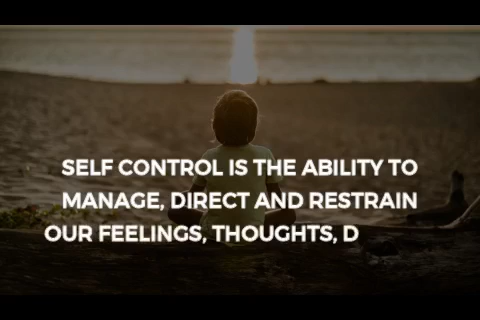 SELF CONTROL IS THE ABILITY TO
MANAGE, DIRECT AND RESTRAIN
OUR FEELINGS, THOUGHTS, D